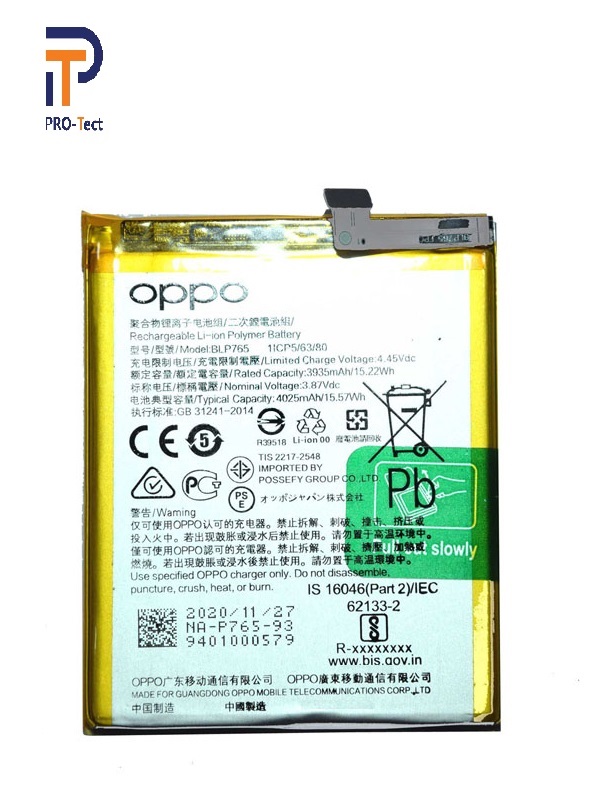 PRO-Tect
oppo
聚合物锂离子电池组/二次鋰電池組/
Rechargeable Li-ion Polymer Battery
型号/型號/Model:BLP765 1ICP5/63/80
充电限制电压/充電限制電壓/Limited Charge Voltage:4.45Vdc
额定容量/額定容量/Rated Capacity:3935mAh/15.22Wh
标称电压/標稱電壓/Nominal Voltage:3.87Vdc
电池典型容量/Typical Capacity:4025mAh/15.57Wh
执行标准:GB 31241-2014
R39518 Li-ion 00 廢電池請回收
TIS 2217-2548
IMPORTED BY
POSSEFY GROUP CO.,LTD.
PS
E
オッポジャパン株式会社
Pb
slowly
警告/Warning
仅可使用OPPO认可的充电器。禁止拆解、刺破、撞击、挤压或
投入火中。若出现鼓胀或浸水后禁止使用。请勿置于高温环境中。
僅可使用OPPO認可的充電器。禁止拆解、刺破、擠壓、加熱或
燃燒。若出現鼓脹或浸水後禁止使用。請勿置于高溫環境中。
Use specified OPPO charger only. Do not disassemble,
puncture, crush, heat, or burn.
IS 16046(Part 2)/IEC
62133-2
2020/11/27
NA-P765-93
9401000579
R-xxxxxxxx
www.bis.gov.in
OPPO广东移动通信有限公司 OPPO廣東移動通信有限公司
MADE FOR GUANGDONG OPPO MOBILE TELECOMMUNICATIONS CORP.,LTD
中国制造 中國製造